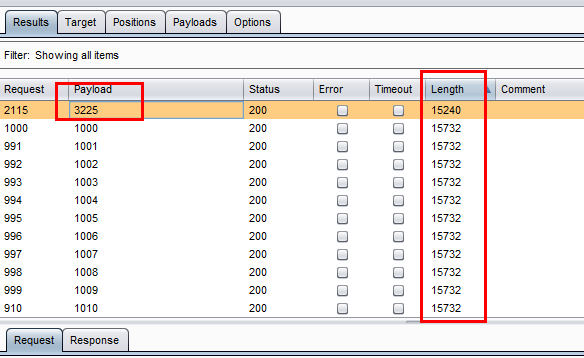 Results Target Positions Payloads Options
Filter: Showing all items
Request Payload Status Error Timeout Length Comment
2115 3225 200 15240
1000 1000 200 15732
991 1001 200 15732
992 1002 200 15732
993 1003 200 15732
994 1004 200 15732
995 1005 200 15732
996 1006 200 15732
997 1007 200 15732
998 1008 200 15732
999 1009 200 15732
910 1010 200 15732
Request Response